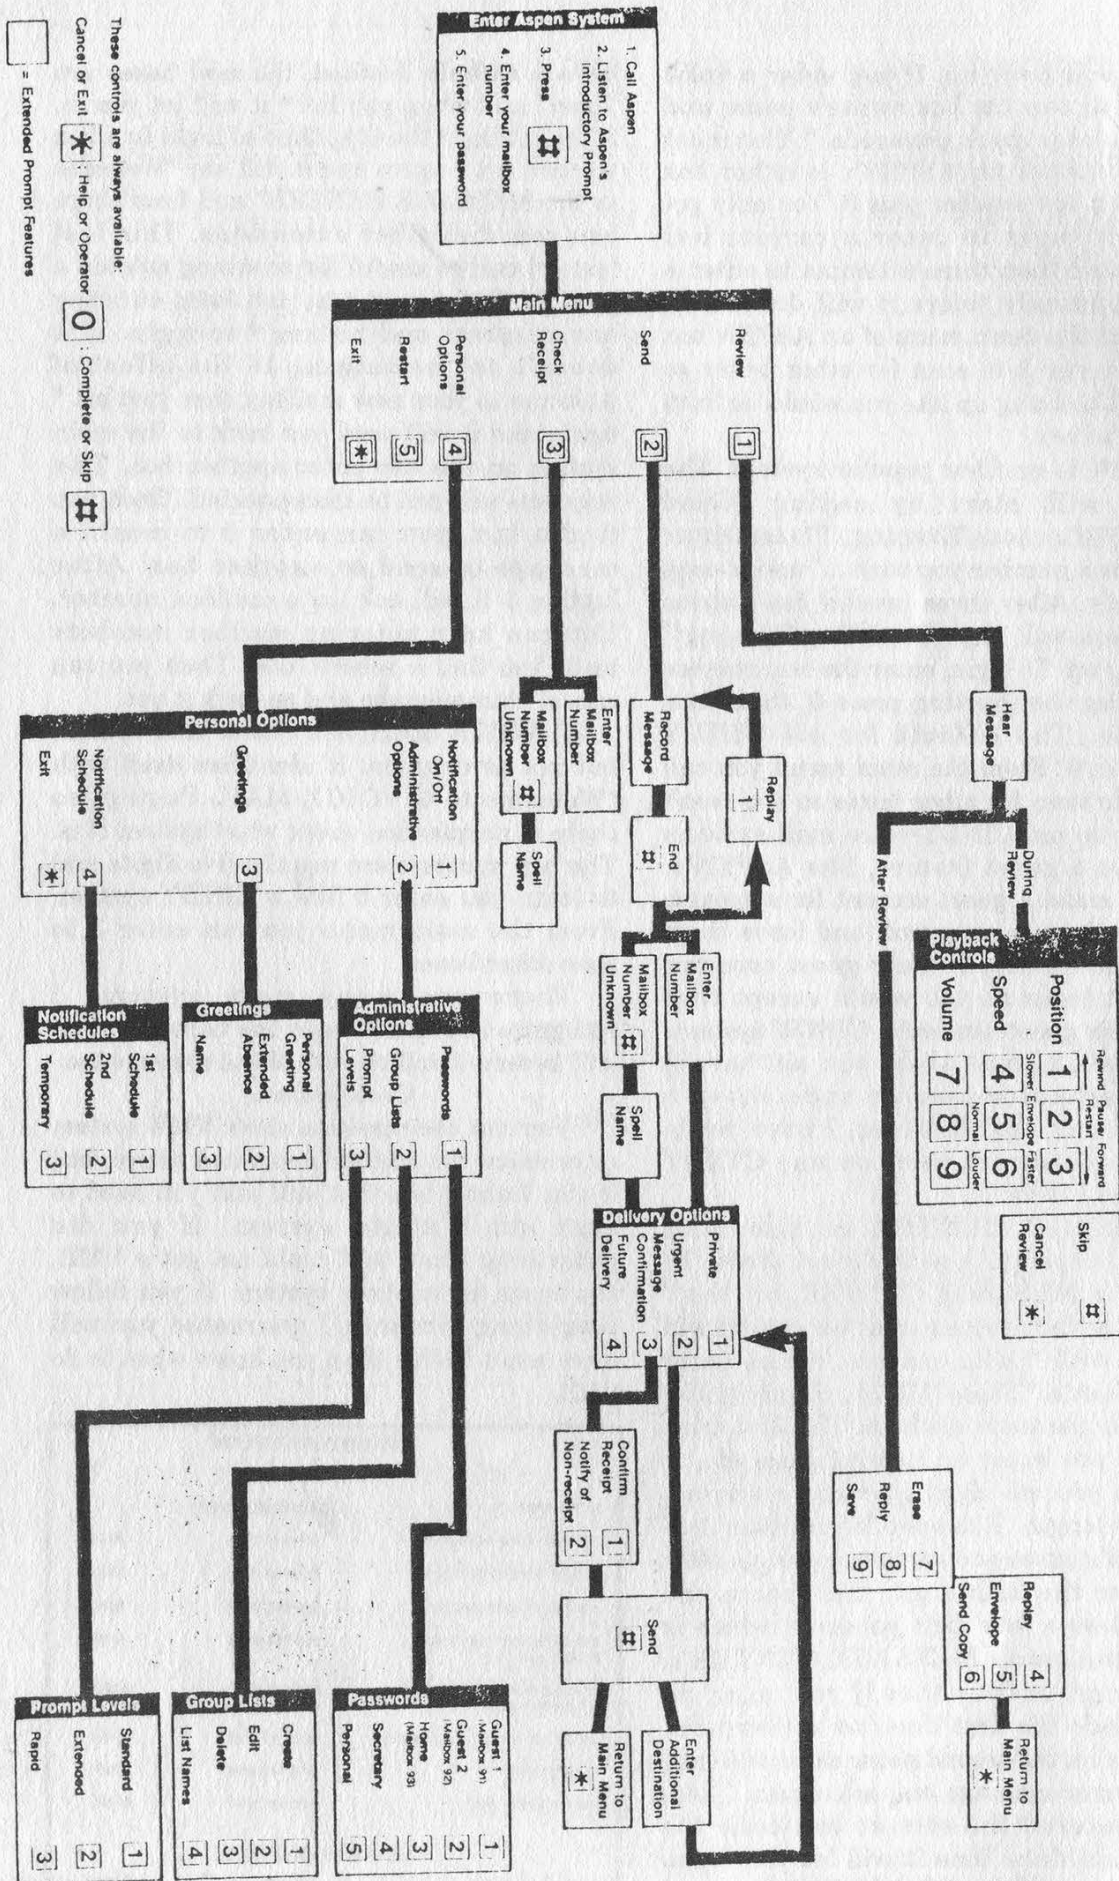 Enter Aspen System
1. Call Aspen
2. Listen to Aspen's
introductory Prompt
3. Press #
4. Enter your mailbox
number
5. Enter your password
Main Menu
Review 1
Send 2
Check
Receipt 3
Personal
Options 4
Restart 5
Exit *
Hear
Message
During
Review
After Review
Playback
Controls
Rewind Pause/ Forward
Restart
Position 1 2 3
Slower Envelope Faster
Speed 4 5 6
Normal Louder
Volume 7 8 9
Skip #
Cancel
Review *
Erase 7
Reply 8
Save 9
Replay 4
Envelope 5
Send Copy 6
Return to
Main Menu
*
Replay
1
Record
Message
End
#
Enter
Mailbox
Number
Mailbox
Number
Unknown #
Spell
Name
Delivery Options
Private 1
Urgent 2
Message
Confirmation 3
Future
Delivery 4
Confirm
Receipt 1
Notify of
Non-receipt 2
Send
#
Enter
Additional
Destination
Return to
Main Menu
*
Enter
Mailbox
Number
Mailbox
Number
Unknown #
Spell
Name
Personal Options
Notification
On/Off 1
Administrative
Options 2
Greetings 3
Notification
Schedule 4
Exit *
Administrative
Options
Passwords 1
Group Lists 2
Prompt
Levels 3
Greetings
Personal
Greeting 1
Extended
Absence 2
Name 3
Notification
Schedules
1st
Schedule 1
2nd
Schedule 2
Temporary 3
Passwords
Guest 1
(Mailbox 91) 1
Guest 2
(Mailbox 92) 2
Home
(Mailbox 93) 3
Secretary 4
Personal 5
Group Lists
Create 1
Edit 2
Delete 3
List Names 4
Prompt Levels
Standard 1
Extended 2
Rapid 3
These controls are always available:
Cancel or Exit * Help or Operator 0 Complete or Skip #
= Extended Prompt Features